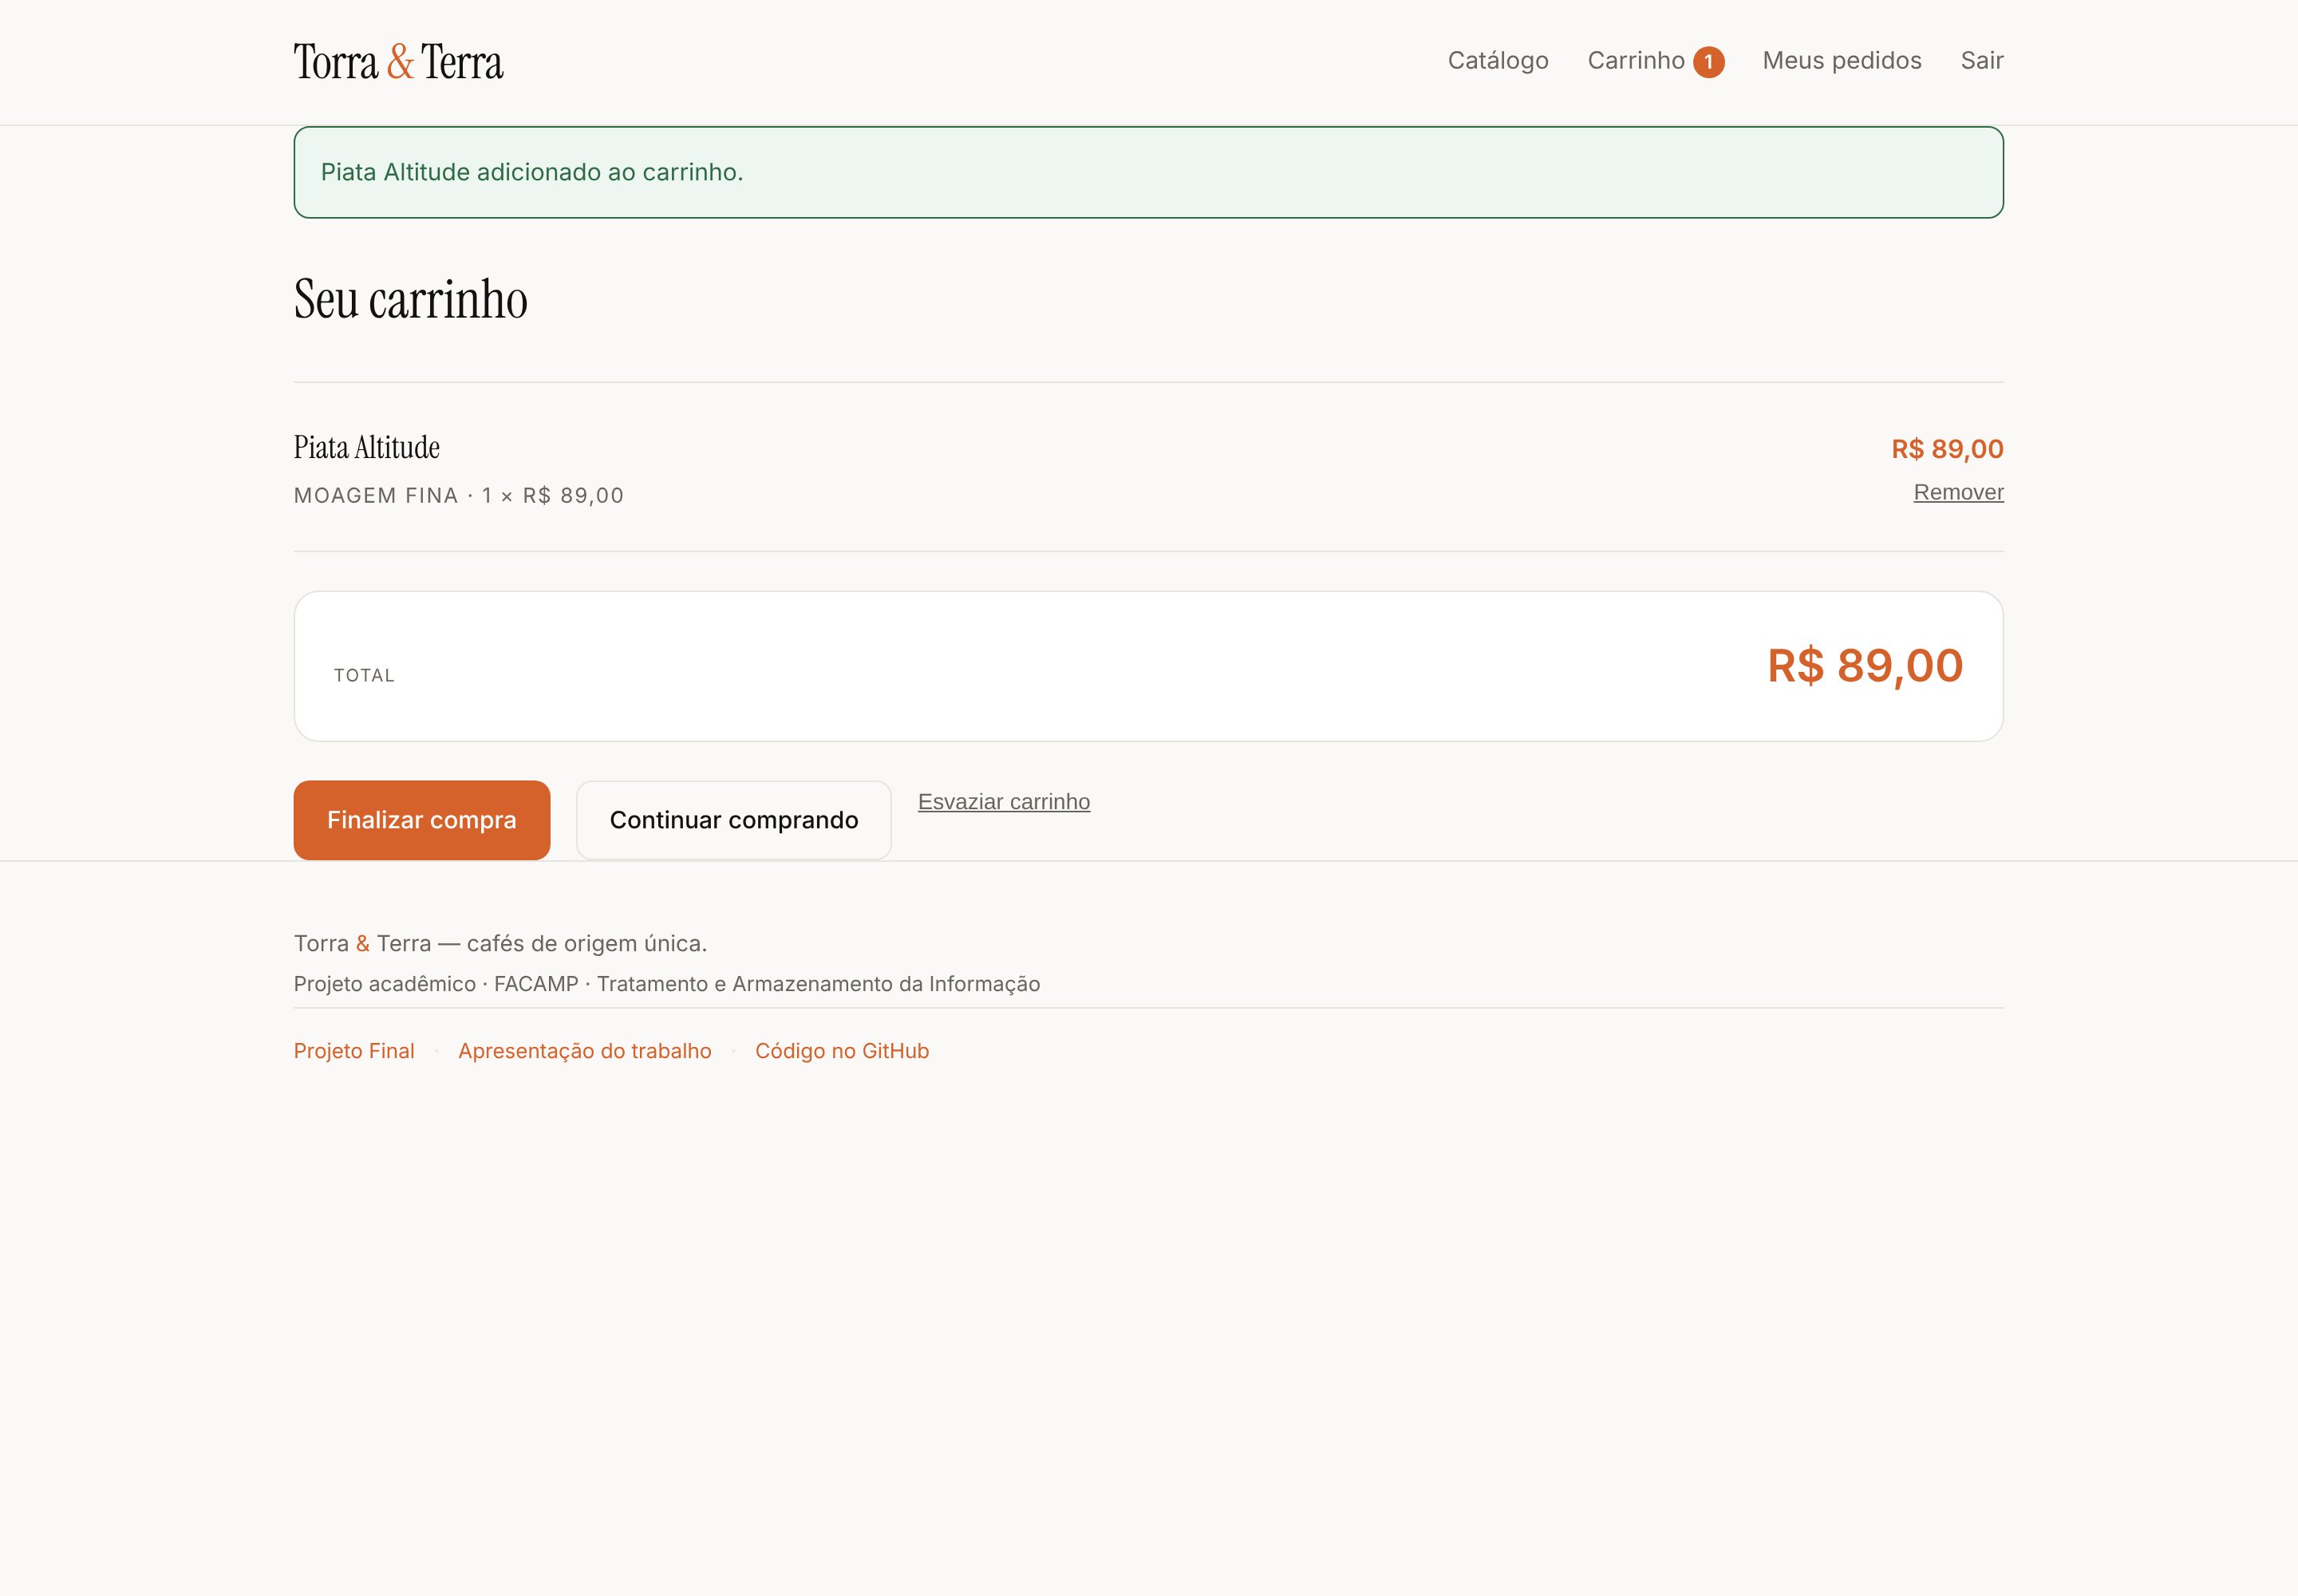 Torra & Terra
Catálogo Carrinho 1 Meus pedidos Sair
Piata Altitude adicionado ao carrinho.
Seu carrinho
Piata Altitude R$ 89,00
MOAGEM FINA · 1 × R$ 89,00 Remover
TOTAL R$ 89,00
Finalizar compra Continuar comprando Esvaziar carrinho
Torra & Terra — cafés de origem única.
Projeto acadêmico · FACAMP · Tratamento e Armazenamento da Informação
Projeto Final · Apresentação do trabalho · Código no GitHub